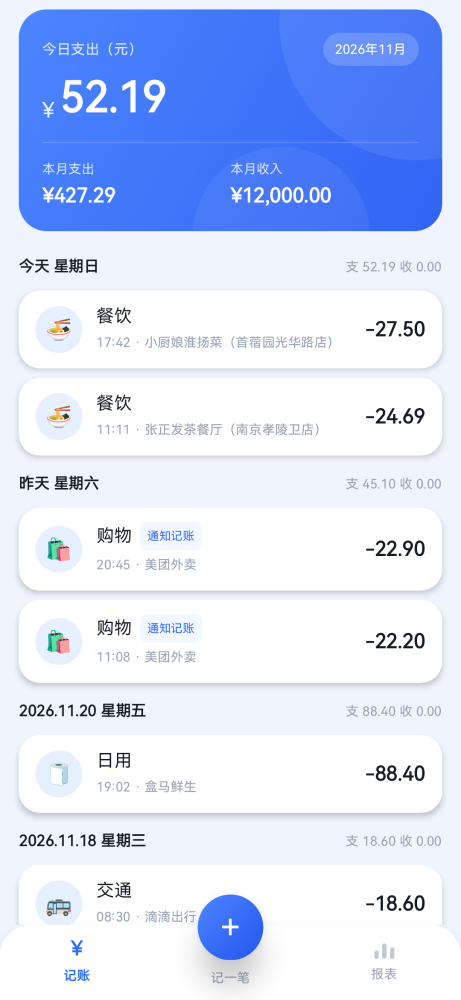 今日支出（元）
2026年11月
¥ 52.19
本月支出
本月收入
¥427.29
¥12,000.00
今天 星期日
支 52.19 收 0.00
餐饮
17:42 · 小厨娘淮扬菜（首蓿园光华路店）
-27.50
餐饮
11:11 · 张正发茶餐厅（南京孝陵卫店）
-24.69
昨天 星期六
支 45.10 收 0.00
购物 通知记账
20:45 · 美团外卖
-22.90
购物 通知记账
11:08 · 美团外卖
-22.20
2026.11.20 星期五
支 88.40 收 0.00
日用
19:02 · 盒马鲜生
-88.40
2026.11.18 星期三
支 18.60 收 0.00
交通
08:30 · 滴滴出行
-18.60
¥
记账
+
记一笔
报表